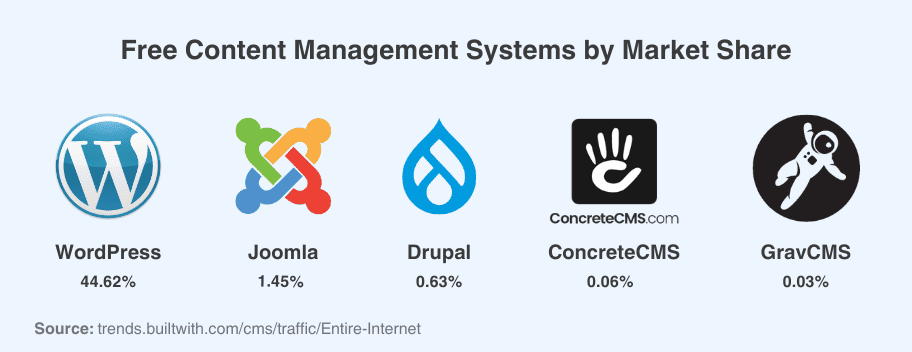 Free Content Management Systems by Market Share
W
ConcreteCMS.com
WordPress Joomla Drupal ConcreteCMS GravCMS
44.62% 1.45% 0.63% 0.06% 0.03%
Source: trends.builtwith.com/cms/traffic/Entire-Internet